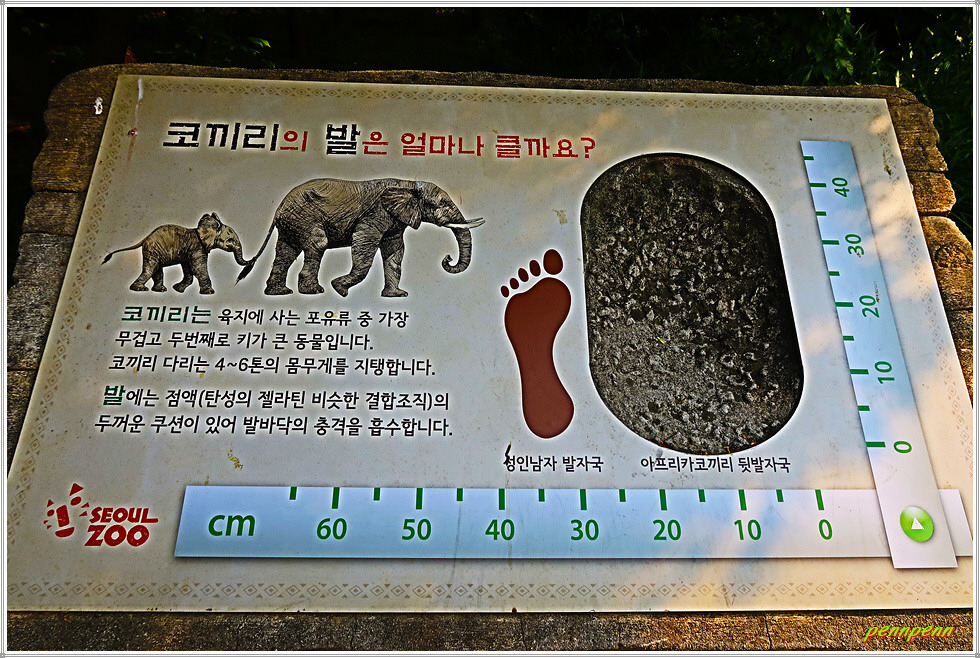 코끼리의 발은 얼마나 클까요?
코끼리는 육지에 사는 포유류 중 가장
무겁고 두번째로 키가 큰 동물입니다.
코끼리 다리는 4~6톤의 몸무게를 지탱합니다.
발에는 점액(탄성의 젤라틴 비슷한 결합조직)의
두꺼운 쿠션이 있어 발바닥의 충격을 흡수합니다.
성인남자 발자국
아프리카코끼리 뒷발자국
40
30
20
10
0
SEOUL
ZOO
cm 60 50 40 30 20 10 0
pennpenn